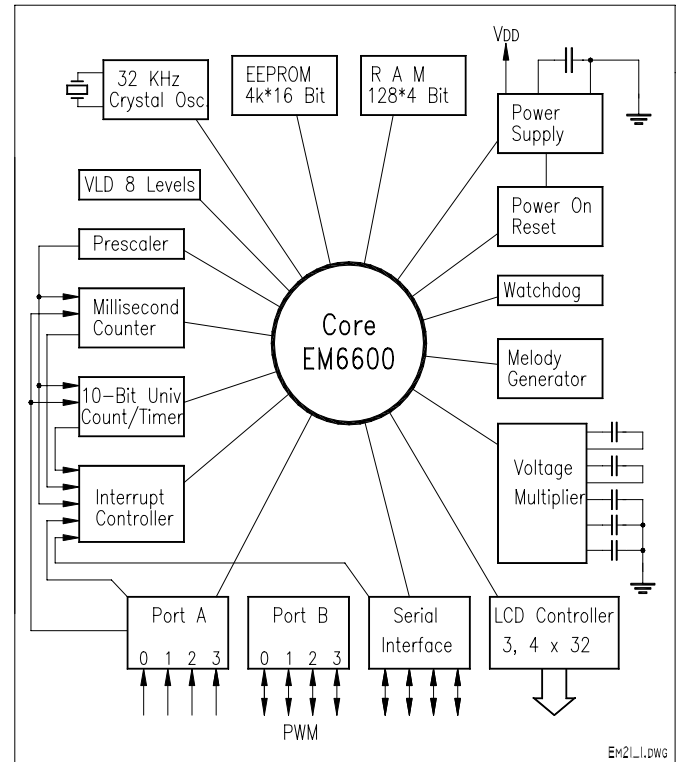 VDD
32 KHz
Crystal Osc.
EEPROM
4k*16 Bit
R A M
128*4 Bit
Power
Supply
VLD 8 Levels
Power On
Reset
Prescaler
Millisecond
Counter
Core
EM6600
Watchdog
Melody
Generator
10-Bit Univ
Count/Timer
Voltage
Multiplier
Interrupt
Controller
Port A
0 1 2 3
Port B
0 1 2 3
Serial
Interface
LCD Controller
3, 4 x 32
PWM
EM21_1.DWG